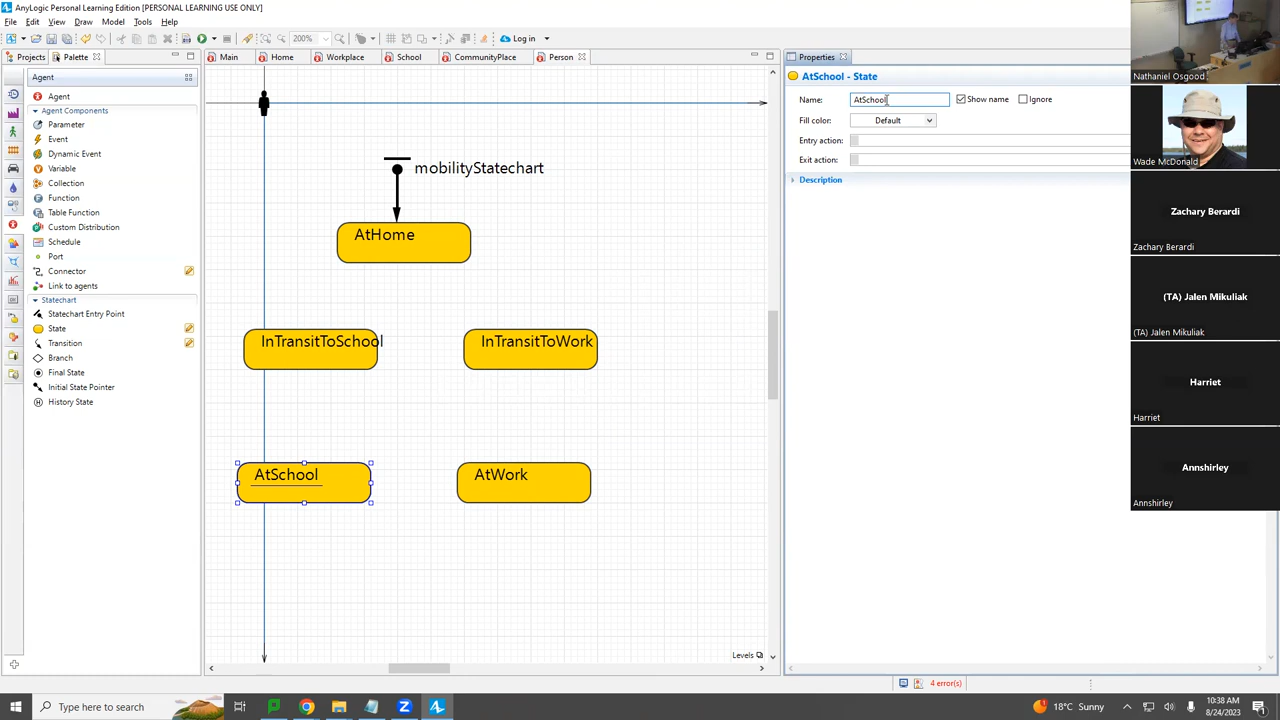 AnyLogic Personal Learning Edition [PERSONAL LEARNING USE ONLY]
File Edit View Draw Model Tools Help
200%
Log in
Projects
Palette
Main
Home
Workplace
School
CommunityPlace
Person
Properties
Agent
Agent
Agent Components
Parameter
Event
Dynamic Event
Variable
Collection
Function
Table Function
Custom Distribution
Schedule
Port
Connector
Link to agents
Statechart
Statechart Entry Point
State
Transition
Branch
Final State
Initial State Pointer
History State
mobilityStatechart
AtHome
InTransitToSchool
InTransitToWork
AtSchool
AtWork
Levels
AtSchool - State
Name:
AtSchool
Show name
Ignore
Fill color:
Default
Entry action:
Exit action:
Description
Nathaniel Osgood
Wade McDonald
Zachary Berardi
Zachary Berardi
(TA) Jalen Mikuliak
(TA) Jalen Mikuliak
Harriet
Harriet
Annshirley
Annshirley
4 error(s)
Type here to search
18°C Sunny
10:38 AM
8/24/2023
1